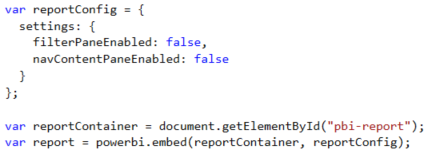 var reportConfig = {
  settings: {
    filterPaneEnabled: false,
    navContentPaneEnabled: false
  }
};

var reportContainer = document.getElementById("pbi-report");
var report = powerbi.embed(reportContainer, reportConfig);